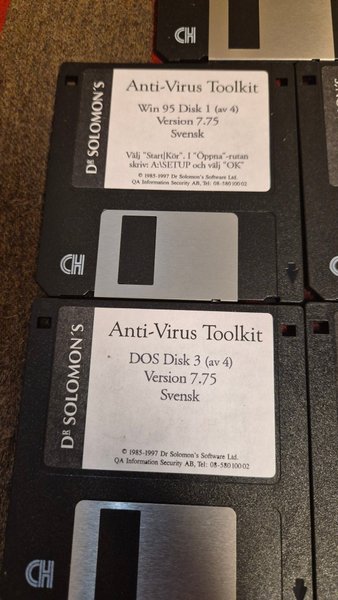 CH
DR SOLOMON'S
Anti-Virus Toolkit
Win 95 Disk 1 (av 4)
Version 7.75
Svensk
Välj "Start|Kör". I "Öppna"-rutan
skriv: A:\SETUP och välj "OK"
© 1985-1997 Dr Solomon's Software Ltd.
QA Information Security AB, Tel: 08-580 100 02
CH
DR SOLOMON'S
Anti-Virus Toolkit
DOS Disk 3 (av 4)
Version 7.75
Svensk
© 1985-1997 Dr Solomon's Software Ltd.
QA Information Security AB, Tel: 08-580 100 02
CH